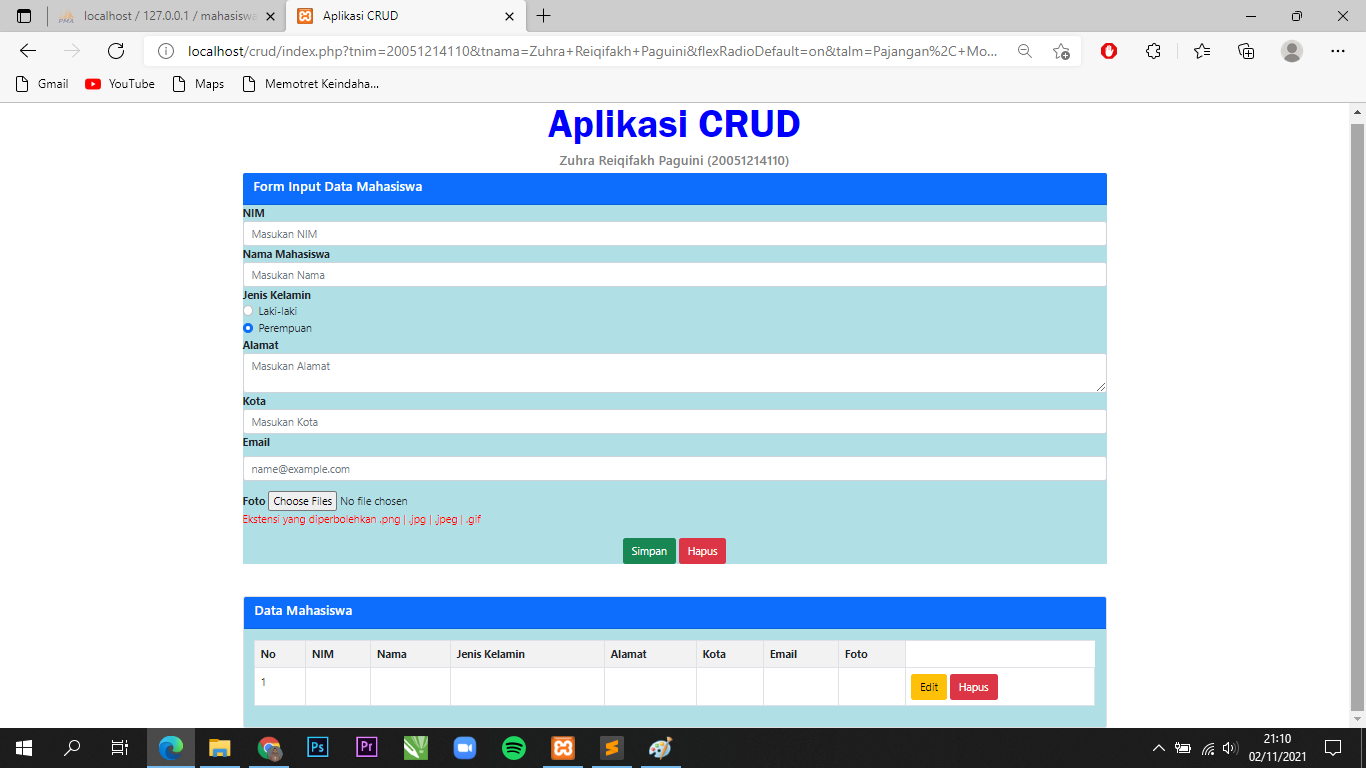 localhost / 127.0.0.1 / mahasiswa
Aplikasi CRUD
localhost/crud/index.php?tnim=20051214110&tnama=Zuhra+Reiqifakh+Paguini&flexRadioDefault=on&talm=Pajangan%2C+Mo...
Gmail YouTube Maps Memotret Keindaha...
Aplikasi CRUD
Zuhra Reiqifakh Paguini (20051214110)
Form Input Data Mahasiswa
NIM
Masukan NIM
Nama Mahasiswa
Masukan Nama
Jenis Kelamin
Laki-laki
Perempuan
Alamat
Masukan Alamat
Kota
Masukan Kota
Email
name@example.com
Foto Choose Files No file chosen
Ekstensi yang diperbolehkan .png | .jpg | .jpeg | .gif
Simpan Hapus
Data Mahasiswa
No NIM Nama Jenis Kelamin Alamat Kota Email Foto
1 Edit Hapus
Ps Pr
21:10
02/11/2021